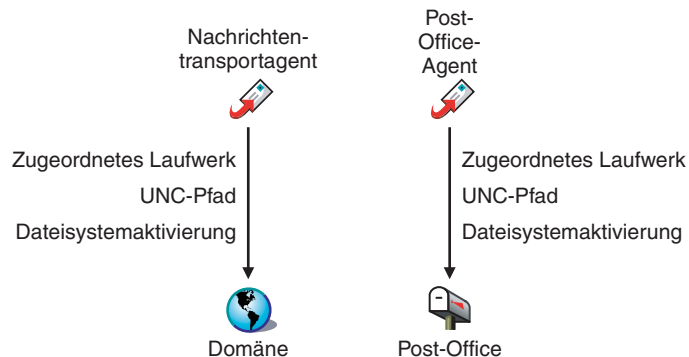 Nachrichten-
transportagent
Post-
Office-
Agent
Zugeordnetes Laufwerk
UNC-Pfad
Dateisystemaktivierung
Zugeordnetes Laufwerk
UNC-Pfad
Dateisystemaktivierung
Domäne
Post-Office